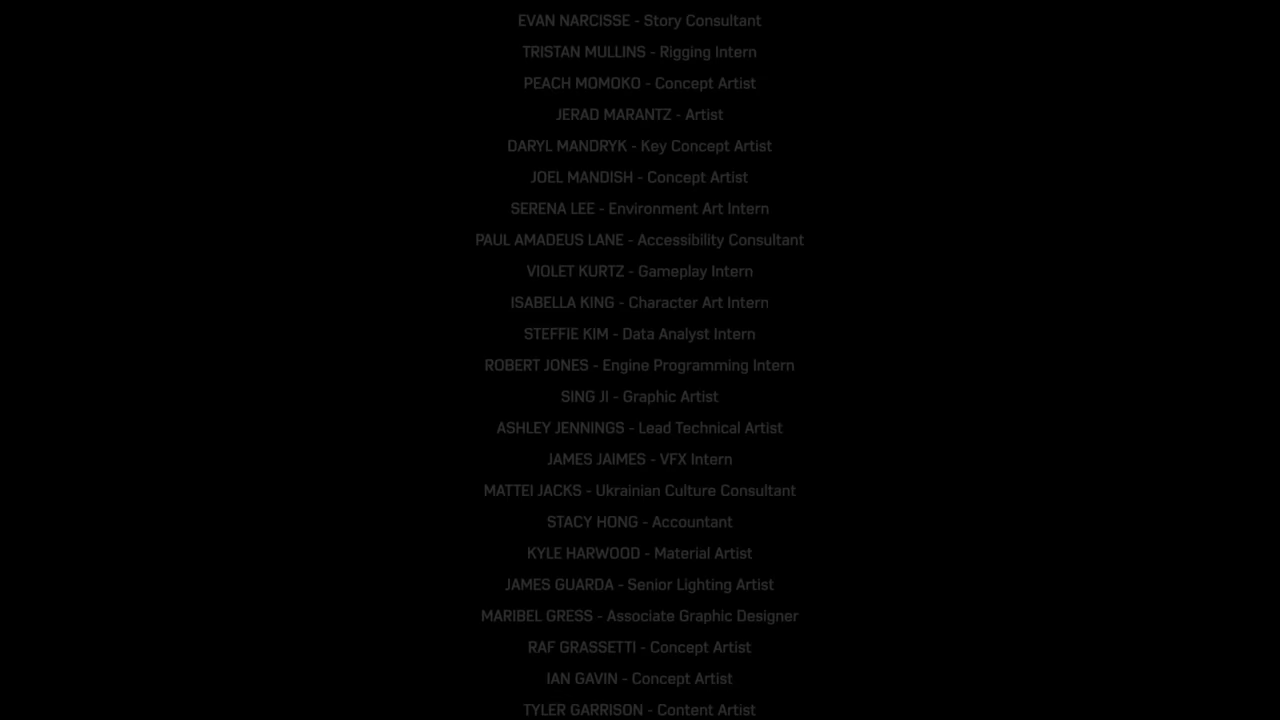 EVAN NARCISSE - Story Consultant
TRISTAN MULLINS - Rigging Intern
PEACH MOMOKO - Concept Artist
JERAD MARANTZ - Artist
DARYL MANDRYK - Key Concept Artist
JOEL MANDISH - Concept Artist
SERENA LEE - Environment Art Intern
PAUL AMADEUS LANE - Accessibility Consultant
VIOLET KURTZ - Gameplay Intern
ISABELLA KING - Character Art Intern
STEFFIE KIM - Data Analyst Intern
ROBERT JONES - Engine Programming Intern
SING JI - Graphic Artist
ASHLEY JENNINGS - Lead Technical Artist
JAMES JAIMES - VFX Intern
MATTEI JACKS - Ukrainian Culture Consultant
STACY HONG - Accountant
KYLE HARWOOD - Material Artist
JAMES GUARDA - Senior Lighting Artist
MARIBEL GRESS - Associate Graphic Designer
RAF GRASSETTI - Concept Artist
IAN GAVIN - Concept Artist
TYLER GARRISON - Content Artist